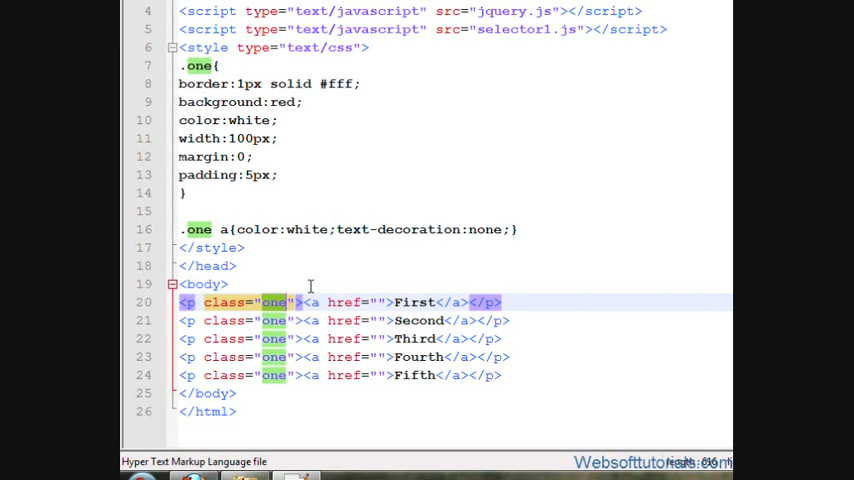 4 <script type="text/javascript" src="jquery.js"></script>
5 <script type="text/javascript" src="selector1.js"></script>
6 <style type="text/css">
7 .one{
8 border:1px solid #fff;
9 background:red;
10 color:white;
11 width:100px;
12 margin:0;
13 padding:5px;
14 }
15
16 .one a{color:white;text-decoration:none;}
17 </style>
18 </head>
19 <body>
20 <p class="one"><a href="">First</a></p>
21 <p class="one"><a href="">Second</a></p>
22 <p class="one"><a href="">Third</a></p>
23 <p class="one"><a href="">Fourth</a></p>
24 <p class="one"><a href="">Fifth</a></p>
25 </body>
26 </html>
Hyper Text Markup Language file
Websofttutorials.com